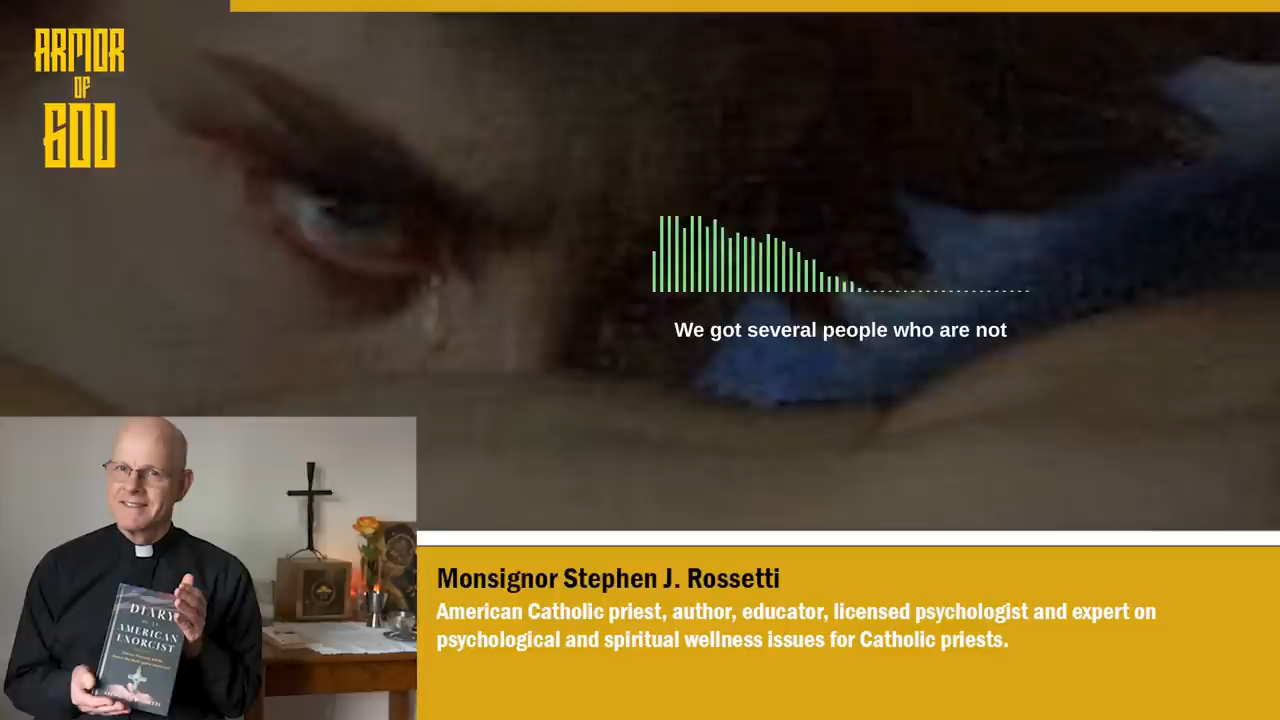 ARMOR
OF
GOD
We got several people who are not
DIARY
AMERICAN
EXORCIST
Monsignor Stephen J. Rossetti
American Catholic priest, author, educator, licensed psychologist and expert on
psychological and spiritual wellness issues for Catholic priests.